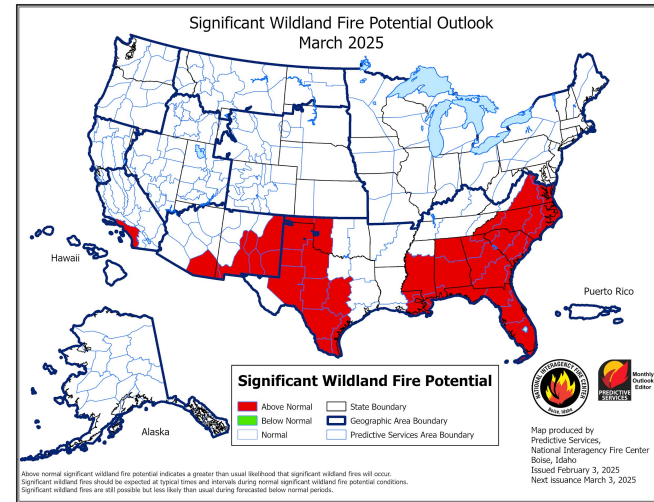 Significant Wildland Fire Potential Outlook
March 2025
Hawaii
Puerto Rico
Alaska
Significant Wildland Fire Potential
Above Normal
Below Normal
Normal
State Boundary
Geographic Area Boundary
Predictive Services Area Boundary
NATIONAL INTERAGENCY FIRE CENTER
Boise, Idaho
PREDICTIVE
SERVICES
Monthly
Outlook
Editor
Map produced by
Predictive Services,
National Interagency Fire Center
Boise, Idaho
Issued February 3, 2025
Next issuance March 3, 2025
Above normal significant wildland fire potential indicates a greater than usual likelihood that significant wildland fires will occur.
Significant wildland fires should be expected at typical times and intervals during normal significant wildland fire potential conditions.
Significant wildland fires are still possible but less likely than usual during forecasted below normal periods.